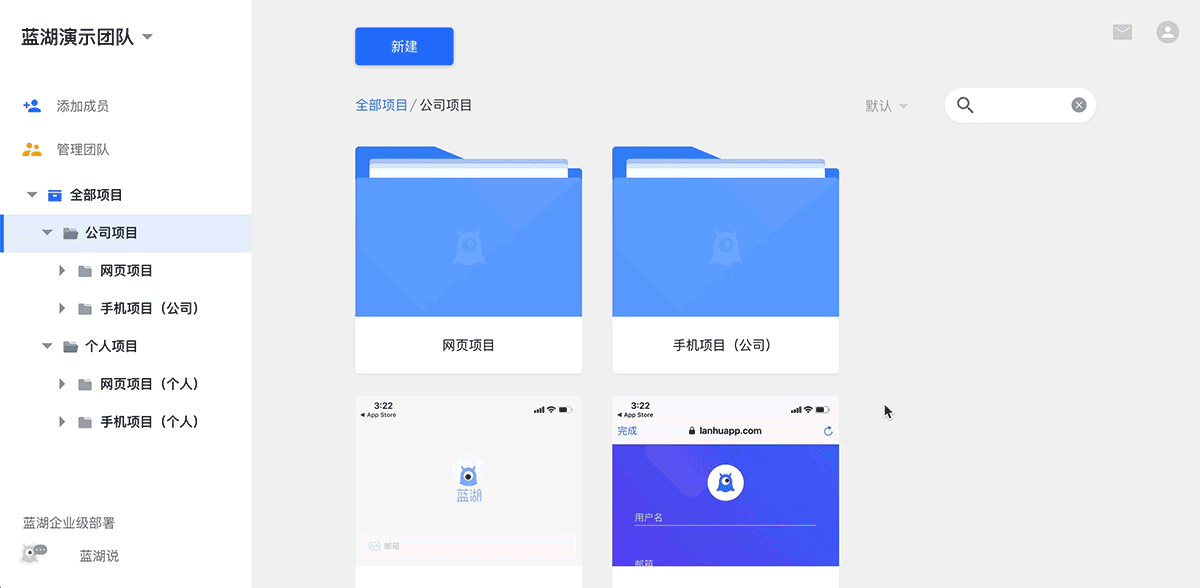 蓝湖演示团队
添加成员
管理团队
全部项目
公司项目
网页项目
手机项目（公司）
个人项目
网页项目（个人）
手机项目（个人）
蓝湖企业级部署
蓝湖说
新建
全部项目 / 公司项目
默认
网页项目
手机项目（公司）
3:22
App Store
蓝湖
邮箱
3:22
App Store
完成 lanhuapp.com
用户名
邮箱